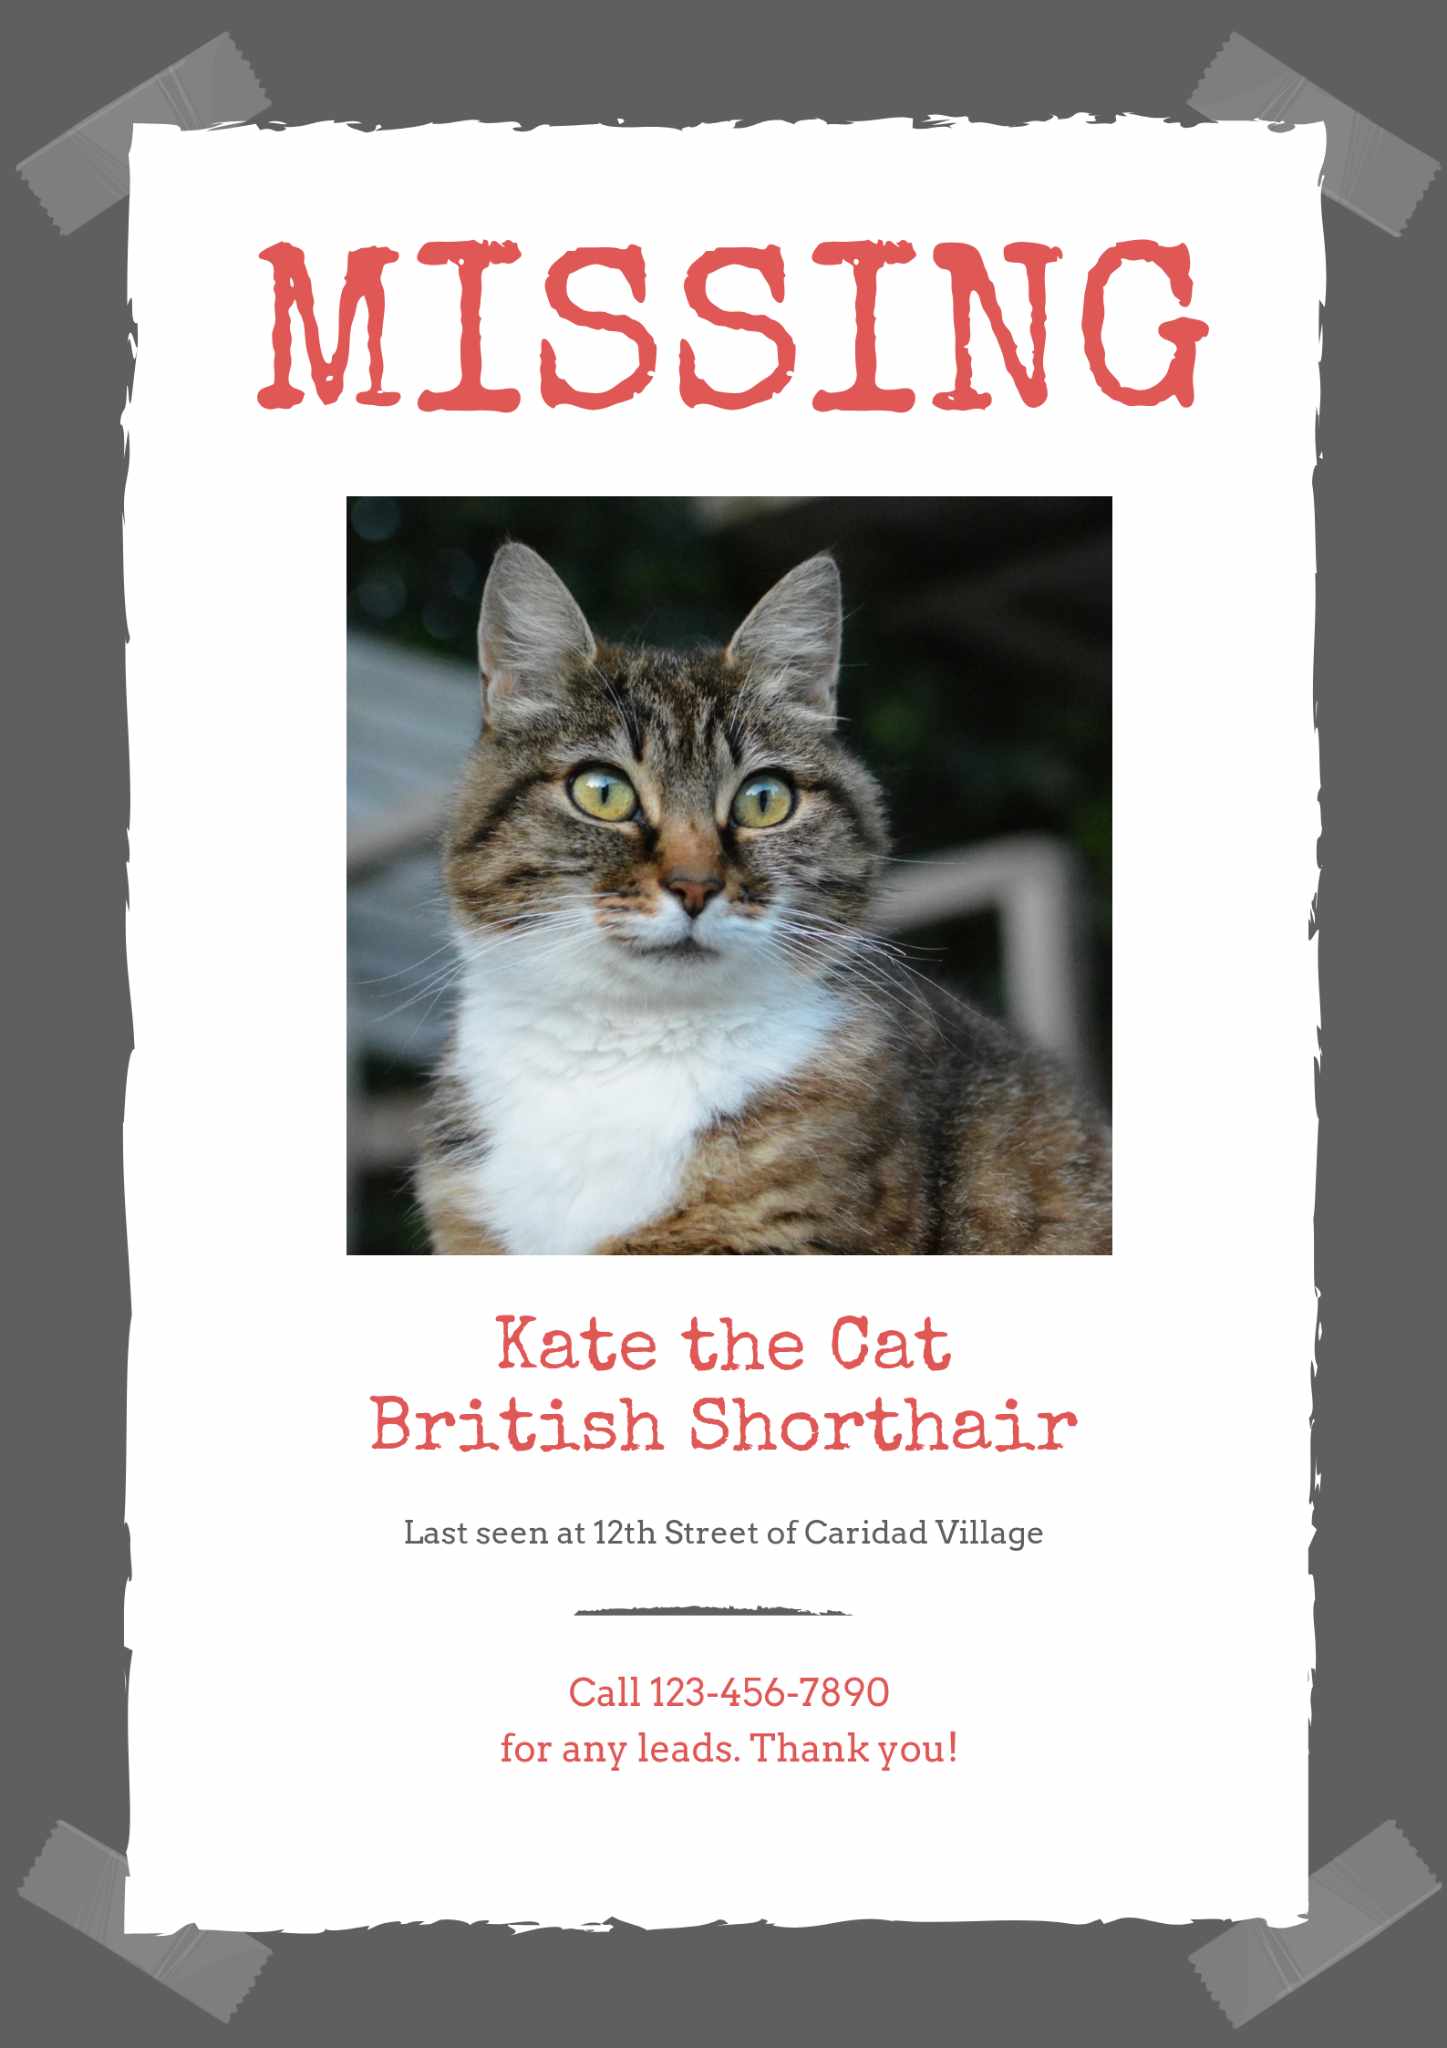 MISSING
Kate the Cat
British Shorthair
Last seen at 12th Street of Caridad Village
Call 123-456-7890
for any leads. Thank you!